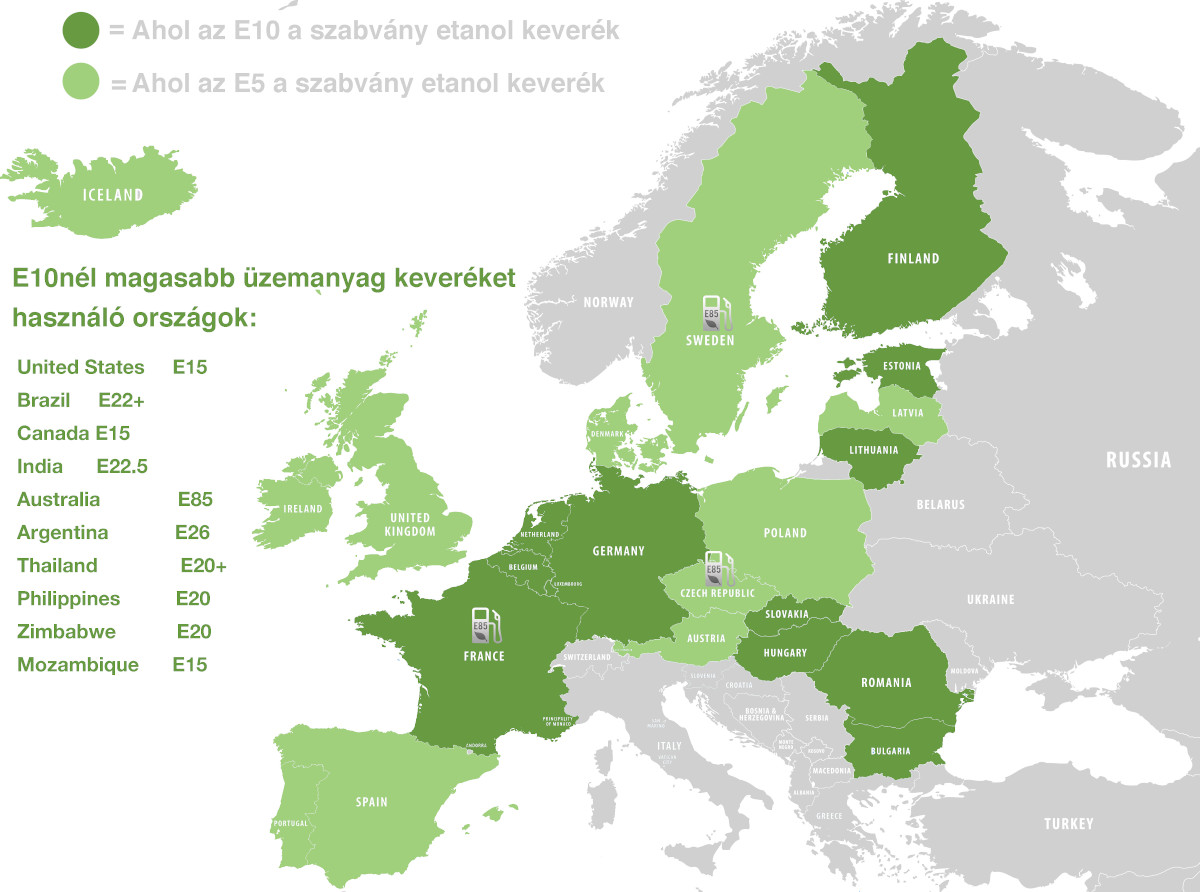 = Ahol az E10 a szabvány etanol keverék
= Ahol az E5 a szabvány etanol keverék
ICELAND
E10nél magasabb üzemanyag keveréket
használó országok:
United States E15
Brazil E22+
Canada E15
India E22.5
Australia E85
Argentina E26
Thailand E20+
Philippines E20
Zimbabwe E20
Mozambique E15
FINLAND
NORWAY
E85
SWEDEN
ESTONIA
LATVIA
DENMARK
LITHUANIA
RUSSIA
BELARUS
IRELAND
UNITED
KINGDOM
NETHERLAND
POLAND
GERMANY
BELGIUM
E85
LUXEMBOURG
CZECH REPUBLIC
UKRAINE
SLOVAKIA
E85
FRANCE
AUSTRIA
HUNGARY
SWITZERLAND
MOLDOVA
SLOVENIA
CROATIA
ROMANIA
BOSNIA &
HERZEGOVINA
SERBIA
PRINCIPALITY
OF MONACO
ITALY
MONTE
NEGRO
KOSOVO
BULGARIA
MACEDONIA
ALBANIA
SPAIN
PORTUGAL
GREECE
TURKEY